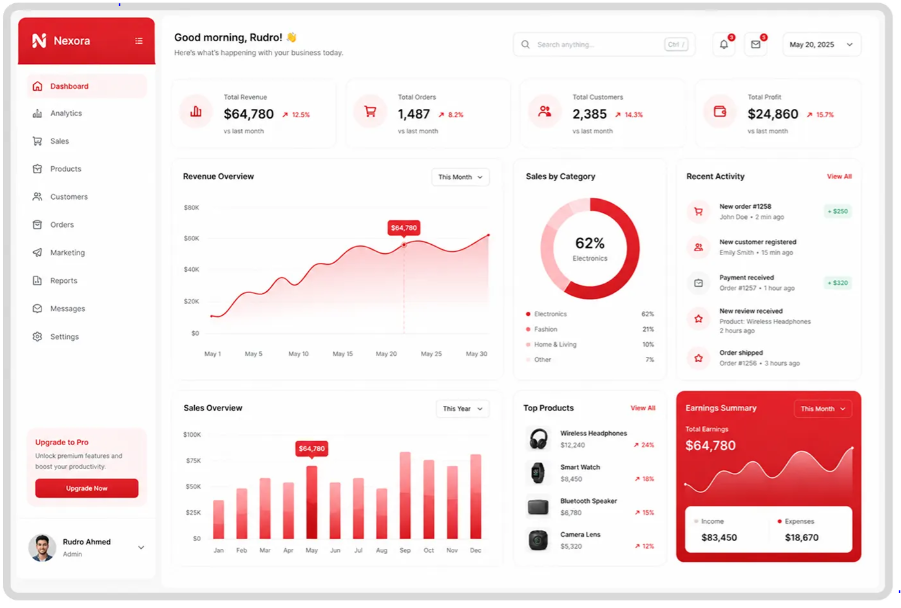 Nexora
Dashboard
Analytics
Sales
Products
Customers
Orders
Marketing
Reports
Messages
Settings
Upgrade to Pro
Unlock premium features and
boost your productivity.
Upgrade Now
Rudro Ahmed
Admin
Good morning, Rudro! 👋
Here's what's happening with your business today.
Search anything...
Ctrl /
May 20, 2025
Total Revenue
$64,780 ↗ 12.5%
vs last month
Total Orders
1,487 ↗ 8.2%
vs last month
Total Customers
2,385 ↗ 14.3%
vs last month
Total Profit
$24,860 ↗ 15.7%
vs last month
Revenue Overview
This Month
$80K
$60K
$40K
$20K
$0
$64,780
May 1 May 5 May 10 May 15 May 20 May 25 May 30
Sales by Category
62%
Electronics
Electronics 62%
Fashion 21%
Home & Living 10%
Other 7%
Recent Activity
View All
New order #1258
John Doe • 2 min ago
+ $250
New customer registered
Emily Smith • 15 min ago
Payment received
Order #1257 • 1 hour ago
+ $320
New review received
Product: Wireless Headphones
2 hours ago
Order shipped
Order #1256 • 3 hours ago
Sales Overview
This Year
$100K
$75K
$50K
$25K
$0
$64,780
Jan Feb Mar Apr May Jun Jul Aug Sep Oct Nov Dec
Top Products
View All
Wireless Headphones
$12,240 ↗ 24%
Smart Watch
$8,450 ↗ 18%
Bluetooth Speaker
$6,780 ↗ 15%
Camera Lens
$5,320 ↗ 12%
Earnings Summary
This Month
Total Earnings
$64,780
Income
$83,450
Expenses
$18,670